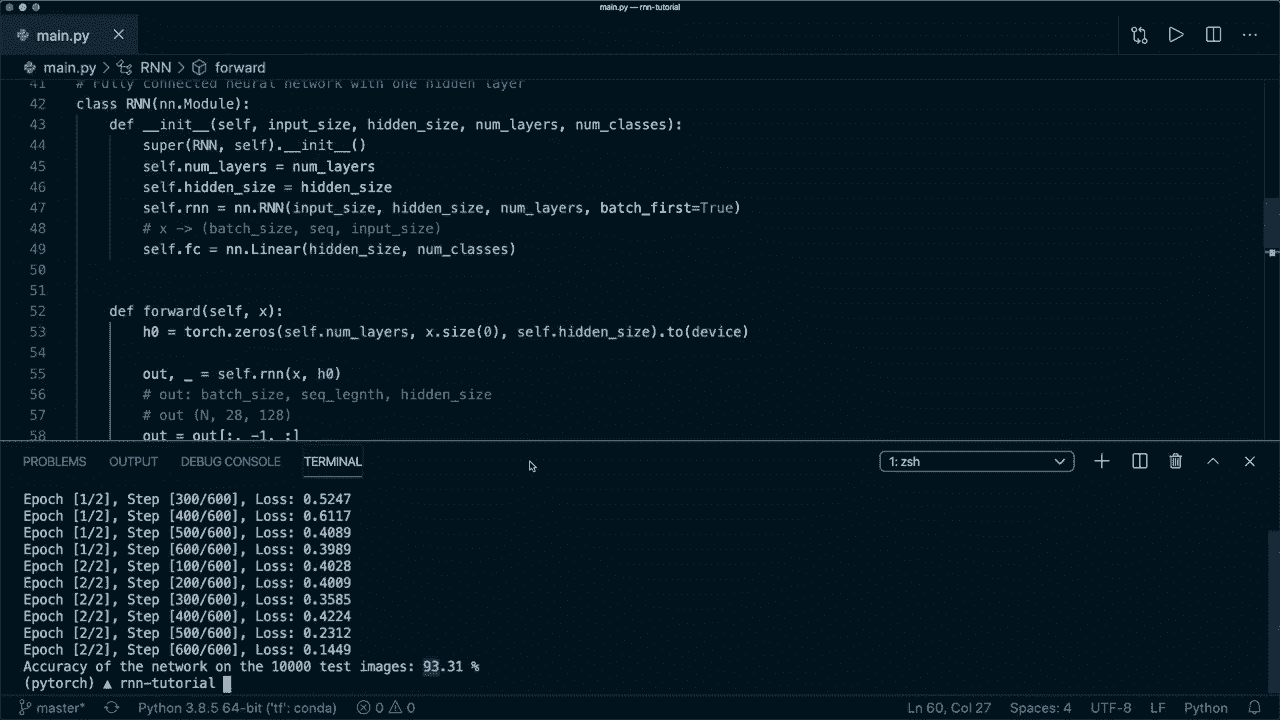 main.py — rnn-tutorial
main.py
main.py > RNN > forward
41 # Fully connected neural network with one hidden layer
42 class RNN(nn.Module):
43 def __init__(self, input_size, hidden_size, num_layers, num_classes):
44 super(RNN, self).__init__()
45 self.num_layers = num_layers
46 self.hidden_size = hidden_size
47 self.rnn = nn.RNN(input_size, hidden_size, num_layers, batch_first=True)
48 # x -> (batch_size, seq, input_size)
49 self.fc = nn.Linear(hidden_size, num_classes)
50
51
52 def forward(self, x):
53 h0 = torch.zeros(self.num_layers, x.size(0), self.hidden_size).to(device)
54
55 out, _ = self.rnn(x, h0)
56 # out: batch_size, seq_legnth, hidden_size
57 # out (N, 28, 128)
58 out = out[:, -1, :]
PROBLEMS OUTPUT DEBUG CONSOLE TERMINAL 1: zsh
Epoch [1/2], Step [300/600], Loss: 0.5247
Epoch [1/2], Step [400/600], Loss: 0.6117
Epoch [1/2], Step [500/600], Loss: 0.4089
Epoch [1/2], Step [600/600], Loss: 0.3989
Epoch [2/2], Step [100/600], Loss: 0.4028
Epoch [2/2], Step [200/600], Loss: 0.4009
Epoch [2/2], Step [300/600], Loss: 0.3585
Epoch [2/2], Step [400/600], Loss: 0.4224
Epoch [2/2], Step [500/600], Loss: 0.2312
Epoch [2/2], Step [600/600], Loss: 0.1449
Accuracy of the network on the 10000 test images: 93.31 %
(pytorch) ▲ rnn-tutorial
master* Python 3.8.5 64-bit ('tf': conda) 0 0 Ln 60, Col 27 Spaces: 4 UTF-8 LF Python